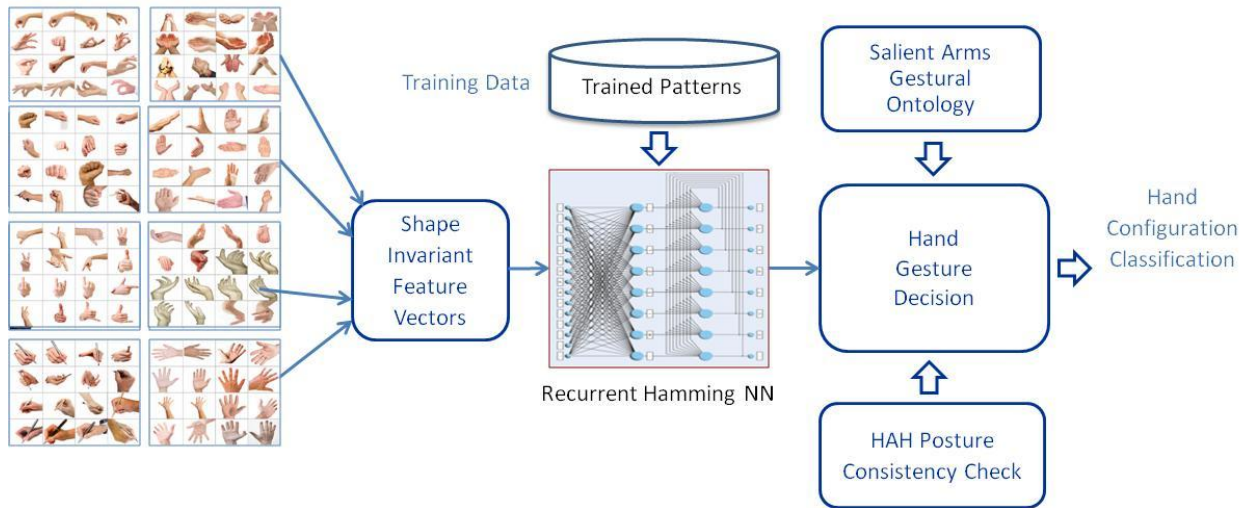 Training Data
Trained Patterns
Salient Arms
Gestural
Ontology
Shape
Invariant
Feature
Vectors
Recurrent Hamming NN
Hand
Gesture
Decision
Hand
Configuration
Classification
HAH Posture
Consistency Check